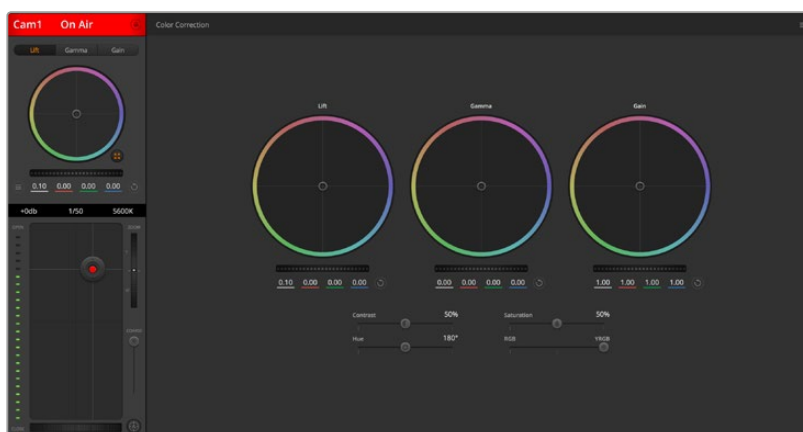 Cam1 On Air
Color Correction
Lift Gamma Gain
Lift Gamma Gain
0.10 0.00 0.00 0.00
+0db 1/50 5600K
0.10 0.00 0.00 0.00
0.00 0.00 0.00 0.00
1.00 1.00 1.00 1.00
Contrast 50%
Saturation 50%
Hue 180°
RGB YRGB